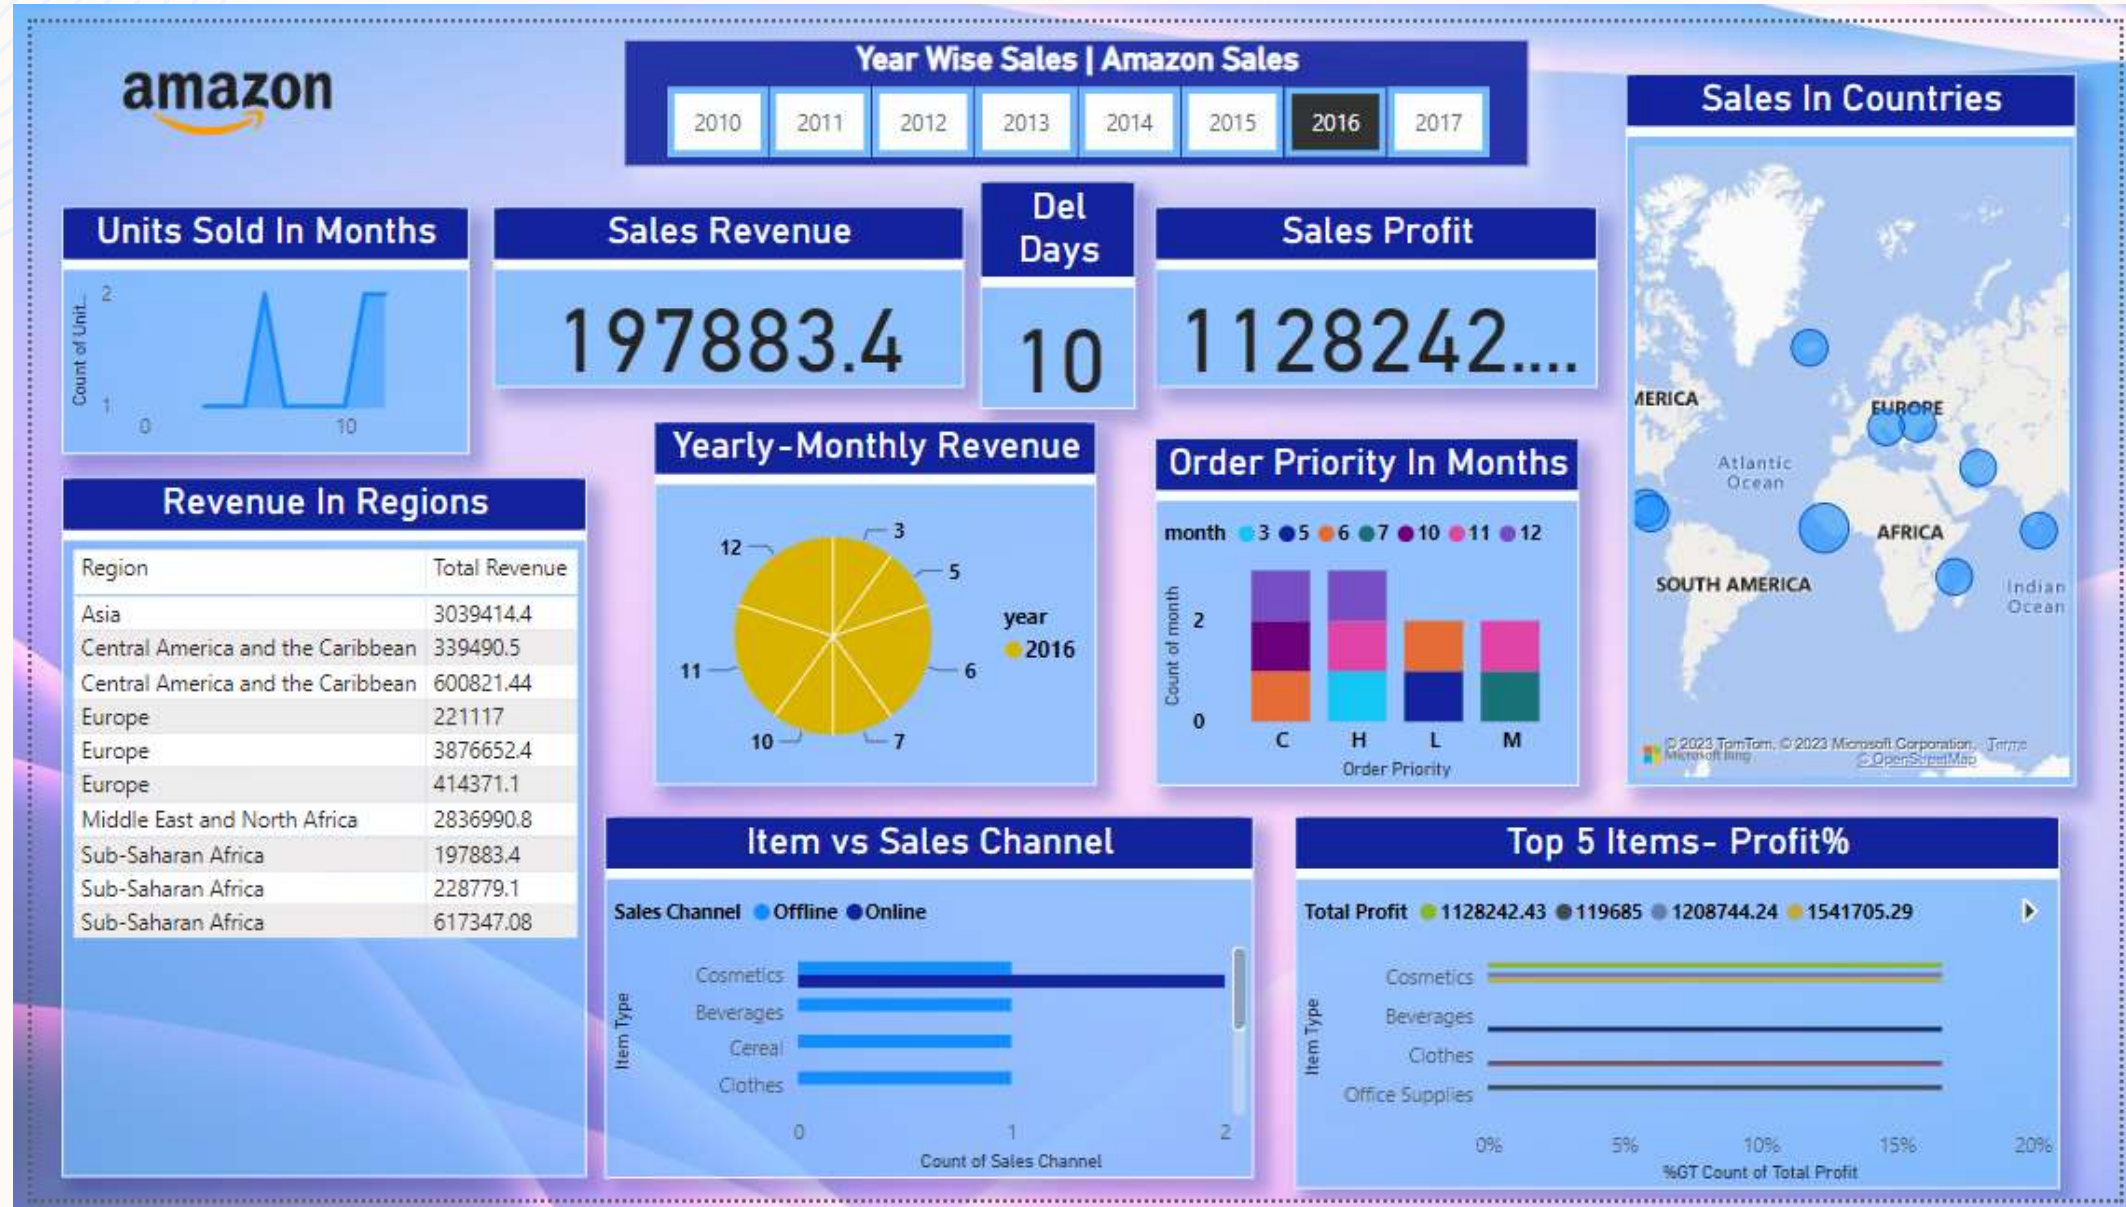 amazon
Year Wise Sales | Amazon Sales
2010 2011 2012 2013 2014 2015 2016 2017
Units Sold In Months
Count of Unit...
2
1
0 10
Sales Revenue
197883.4
Del
Days
10
Sales Profit
1128242....
Sales In Countries
MERICA
EUROPE
Atlantic
Ocean
AFRICA
SOUTH AMERICA
Indian
Ocean
© 2023 TomTom, © 2023 Microsoft Corporation, Terms
Microsoft Bing
© OpenStreetMap
Revenue In Regions
Region Total Revenue
Asia 3039414.4
Central America and the Caribbean 339490.5
Central America and the Caribbean 600821.44
Europe 221117
Europe 3876652.4
Europe 414371.1
Middle East and North Africa 2836990.8
Sub-Saharan Africa 197883.4
Sub-Saharan Africa 228779.1
Sub-Saharan Africa 617347.08
Yearly-Monthly Revenue
3
5
6
7
10
11
12
year
2016
Order Priority In Months
month 3 5 6 7 10 11 12
Count of month
2
0
C H L M
Order Priority
Item vs Sales Channel
Sales Channel Offline Online
Item Type
Cosmetics
Beverages
Cereal
Clothes
0 1 2
Count of Sales Channel
Top 5 Items- Profit%
Total Profit 1128242.43 119685 1208744.24 1541705.29
Item Type
Cosmetics
Beverages
Clothes
Office Supplies
0% 5% 10% 15% 20%
%GT Count of Total Profit